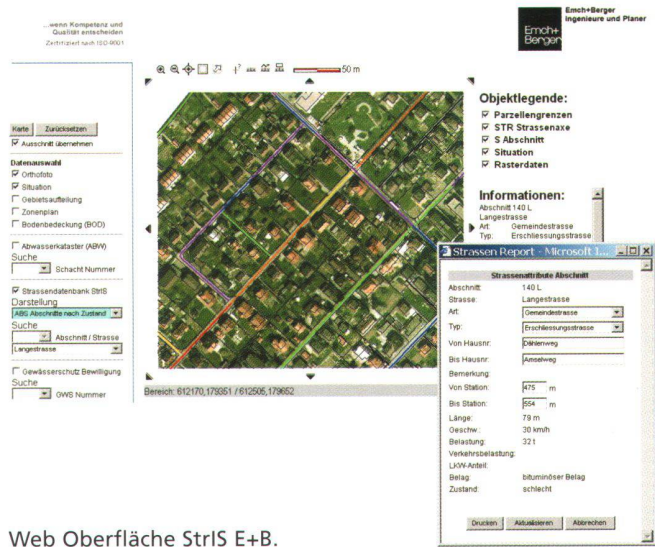 ...wenn Kompetenz und
Qualität entscheiden
Zertifiziert nach ISO-9001
Emch+
Berger
Emch+Berger
Ingenieure und Planer
50 m
Karte Zurücksetzen
Ausschnitt übernehmen
Datenauswahl
Orthofoto
Situation
Gebietsaufteilung
Zonenplan
Bodenbedeckung (BOD)
Abwasserkataster (ABW)
Suche
Schacht Nummer
Strassendatenbank StrIS
Darstellung
ABS Abschnitte nach Zustand
Suche
Abschnitt / Strasse
Langestrasse
Gewässerschutz Bewilligung
Suche
GWS Nummer
Bereich: 612170,179351 / 612505,179652
Objektlegende:
Parzellengrenzen
STR Strassenaxe
S Abschnitt
Situation
Rasterdaten
Informationen:
Abschnitt 140 L
Langestrasse
Art: Gemeindestrasse
Typ: Erschliessungsstrasse
Strassen Report - Microsoft I...
Strassenattribute Abschnitt
Abschnitt: 140 L
Strasse: Langestrasse
Art: Gemeindestrasse
Typ: Erschliessungsstrasse
Von Hausnr: Dählenweg
Bis Hausnr: Amselweg
Bemerkung:
Von Station: 475 m
Bis Station: 554 m
Länge: 79 m
Geschw.: 30 km/h
Belastung: 32 t
Verkehrsbelastung:
LKW-Anteil:
Belag: bituminöser Belag
Zustand: schlecht
Drucken Aktualisieren Abbrechen
Web Oberfläche StrIS E+B.